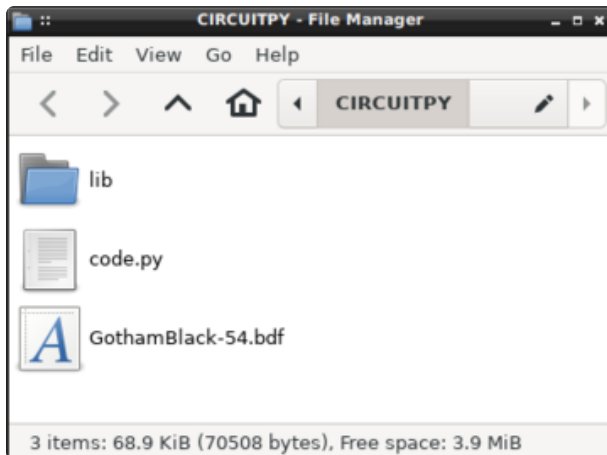 CIRCUITPY - File Manager
File Edit View Go Help
CIRCUITPY
lib
code.py
GothamBlack-54.bdf
3 items: 68.9 KiB (70508 bytes), Free space: 3.9 MiB